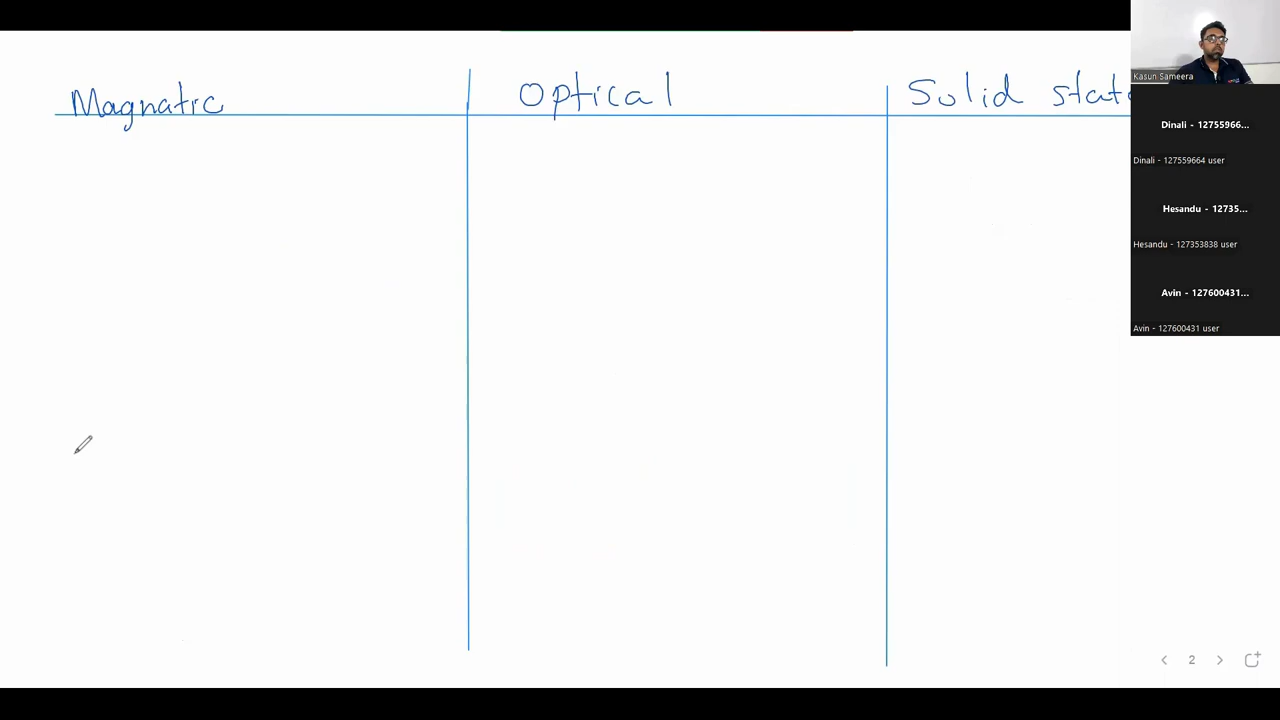 Magnatic
Optical
Solid state
Kasun Sameera
Dinali - 12755966...
Dinali - 127559664 user
Hesandu - 12735...
Hesandu - 127353838 user
Avin - 127600431...
Avin - 127600431 user
2